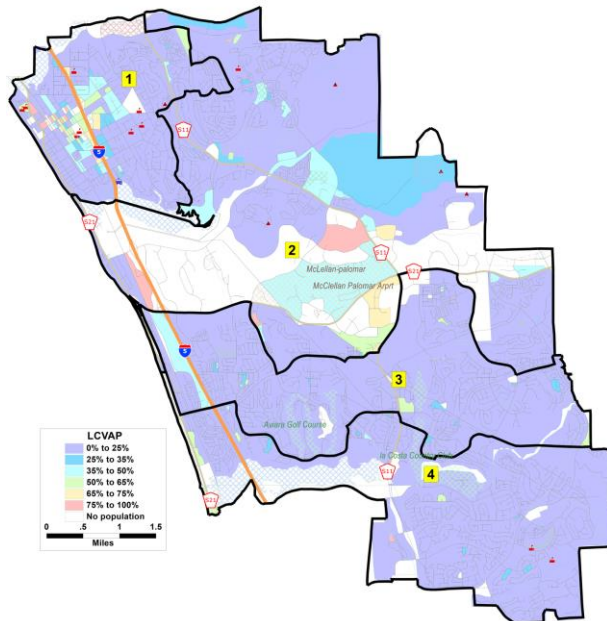 1
S11
5
S21
2
S11
McLellan-palomar
S21
McClellan Palomar Arprt
5
3
Aviara Golf Course
la Costa Country Club
S11
4
S21
LCVAP
0% to 25%
25% to 35%
35% to 50%
50% to 65%
65% to 75%
75% to 100%
No population
0 .5 1 1.5
Miles